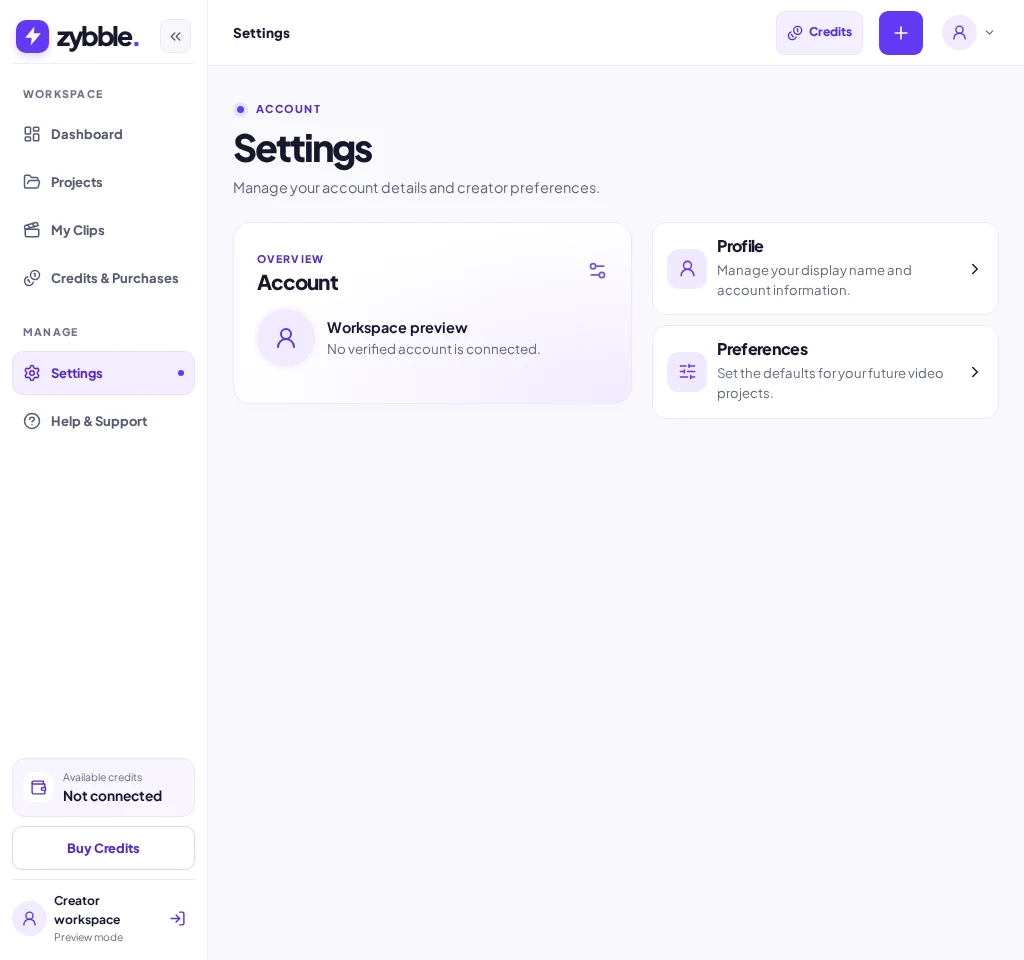 zybble.
WORKSPACE
Dashboard
Projects
My Clips
Credits & Purchases
MANAGE
Settings
Help & Support
Available credits
Not connected
Buy Credits
Creator
workspace
Preview mode
Settings
Credits
ACCOUNT
Settings
Manage your account details and creator preferences.
OVERVIEW
Account
Workspace preview
No verified account is connected.
Profile
Manage your display name and
account information.
Preferences
Set the defaults for your future video
projects.